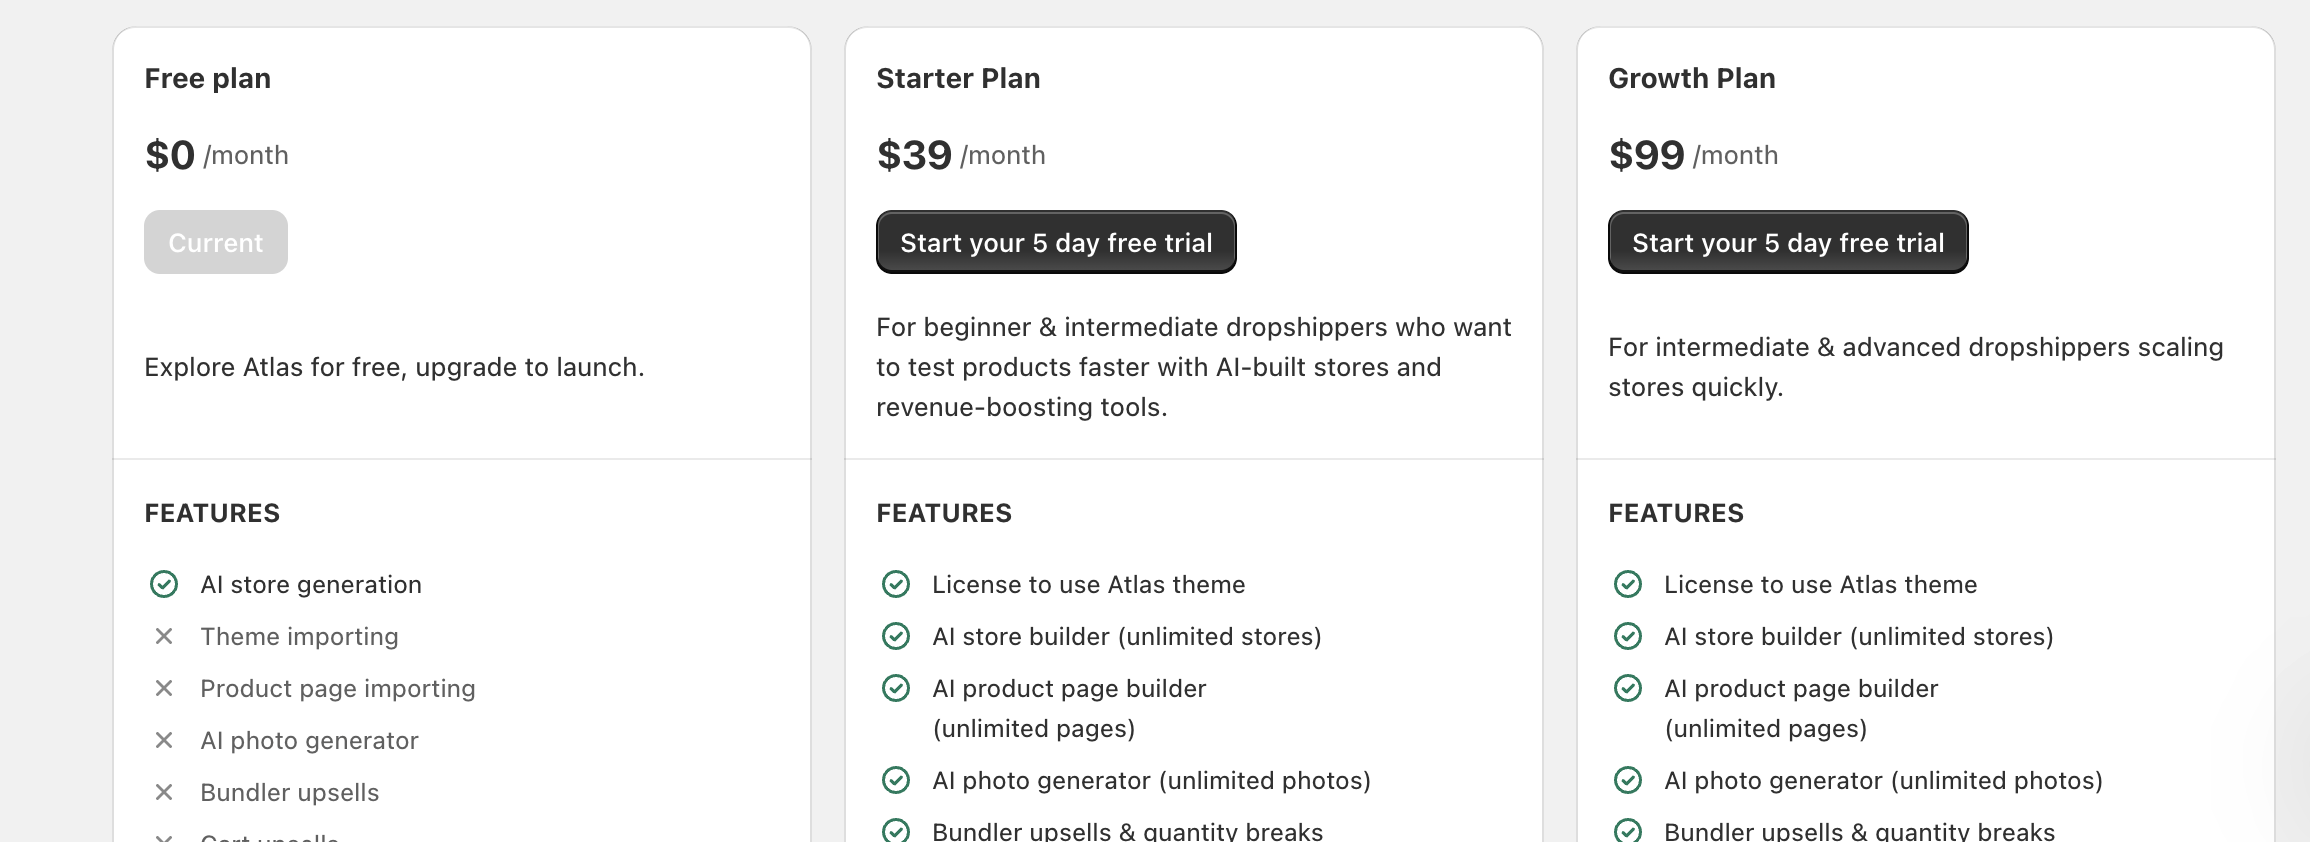 Free plan
$0 /month
Current
Explore Atlas for free, upgrade to launch.
FEATURES
AI store generation
Theme importing
Product page importing
AI photo generator
Bundler upsells
Cart upsells
Starter Plan
$39 /month
Start your 5 day free trial
For beginner & intermediate dropshippers who want
to test products faster with AI-built stores and
revenue-boosting tools.
FEATURES
License to use Atlas theme
AI store builder (unlimited stores)
AI product page builder
(unlimited pages)
AI photo generator (unlimited photos)
Bundler upsells & quantity breaks
Growth Plan
$99 /month
Start your 5 day free trial
For intermediate & advanced dropshippers scaling
stores quickly.
FEATURES
License to use Atlas theme
AI store builder (unlimited stores)
AI product page builder
(unlimited pages)
AI photo generator (unlimited photos)
Bundler upsells & quantity breaks